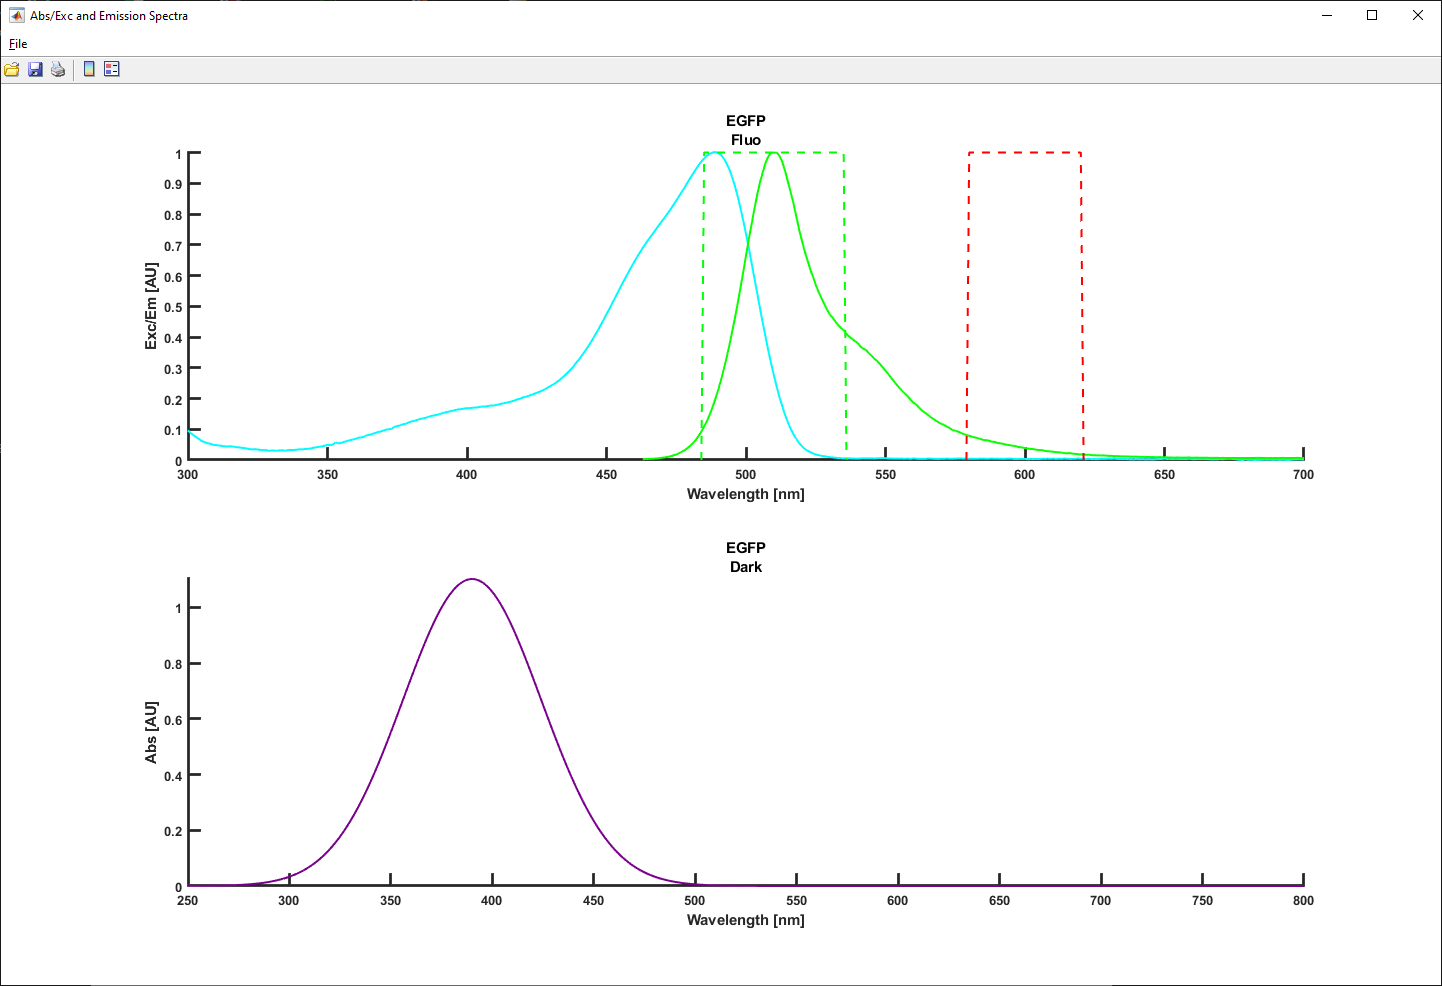 Abs/Exc and Emission Spectra
File
EGFP
Fluo
1
0.9
0.8
0.7
0.6
0.5
0.4
0.3
0.2
0.1
0
Exc/Em [AU]
300 350 400 450 500 550 600 650 700
Wavelength [nm]
EGFP
Dark
1
0.8
0.6
0.4
0.2
0
Abs [AU]
250 300 350 400 450 500 550 600 650 700 750 800
Wavelength [nm]